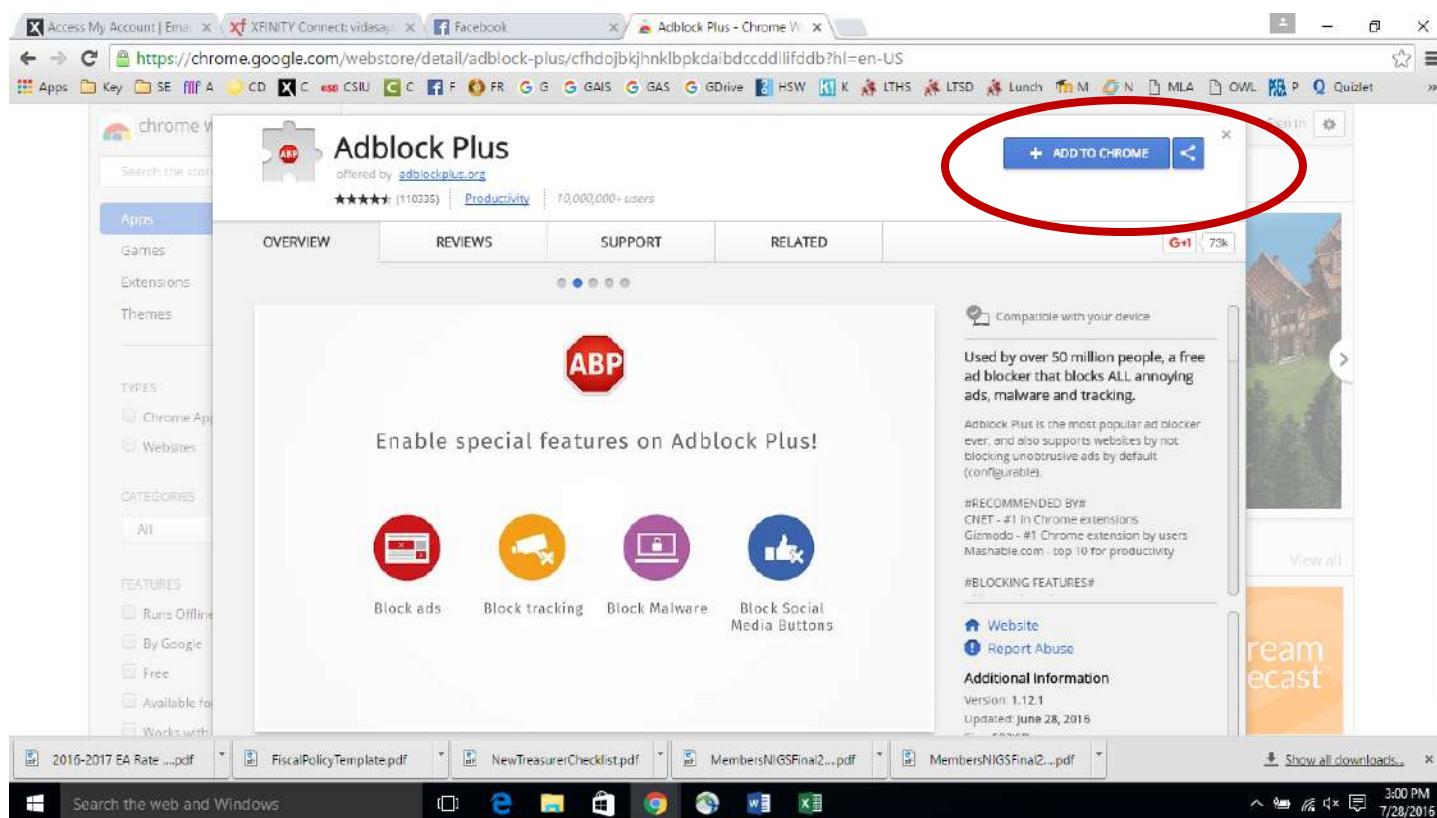 Access My Account | Ema
XFINITY Connect: vidasay
Facebook
Adblock Plus - Chrome W
https://chrome.google.com/webstore/detail/adblock-plus/cfhdojbkjhnklbpkdaibdccddilifddb?hl=en-US
Apps Key SE A CD C CSIU C F FR G GAIS GAS GDrive HSW K LTHS LTSD Lunch M N MLA OWL P Quizlet »
chrome w
Search the stor
Sign in
Adblock Plus
offered by adblockplus.org
(110335) Productivity 10,000,000+ users
ADD TO CHROME
OVERVIEW REVIEWS SUPPORT RELATED
G+1 73k
Apps
Games
Extensions
Themes
TYPES
Chrome App
Websites
CATEGORIES
All
FEATURES
Runs Offline
By Google
Free
Available fo
Works with
ABP
ABP
Enable special features on Adblock Plus!
Block ads
Block tracking
Block Malware
Block Social
Media Buttons
Compatible with your device
Used by over 50 million people, a free
ad blocker that blocks ALL annoying
ads, malware and tracking.
Adblock Plus is the most popular ad blocker
ever, and also supports websites by not
blocking unobtrusive ads by default
(configurable).
#RECOMMENDED BY#
CNET - #1 in Chrome extensions
Gizmodo - #1 Chrome extension by users
Mashable.com - top 10 for productivity
#BLOCKING FEATURES#
Website
Report Abuse
Additional Information
Version: 1.12.1
Updated: June 28, 2016
View all
ream
ecast
2016-2017 EA Rate ....pdf
FiscalPolicyTemplate.pdf
NewTreasurerChecklist.pdf
MembersNIGSFinal2....pdf
MembersNIGSFinal2....pdf
Show all downloads...
Search the web and Windows
3:00 PM
7/28/2016